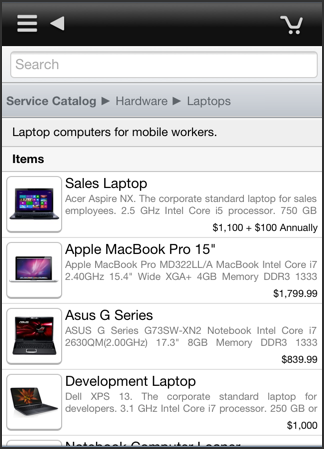 Search
Service Catalog ► Hardware ► Laptops
Laptop computers for mobile workers.
Items
Sales Laptop
Acer Aspire NX. The corporate standard laptop for sales
employees. 2.5 GHz Intel Core i5 processor. 750 GB
$1,100 + $100 Annually
Apple MacBook Pro 15"
Apple MacBook Pro MD322LL/A MacBook Intel Core i7
2.40GHz 15.4" Wide XGA+ 4GB Memory DDR3 1333
$1,799.99
Asus G Series
ASUS G Series G73SW-XN2 Notebook Intel Core i7
2630QM(2.00GHz) 17.3" 8GB Memory DDR3 1333
$839.99
Development Laptop
Dell XPS 13. The corporate standard laptop for
developers. 3.1 GHz Intel Core i7 processor. 250 GB or
$1,000
Notebook Computer Loaner